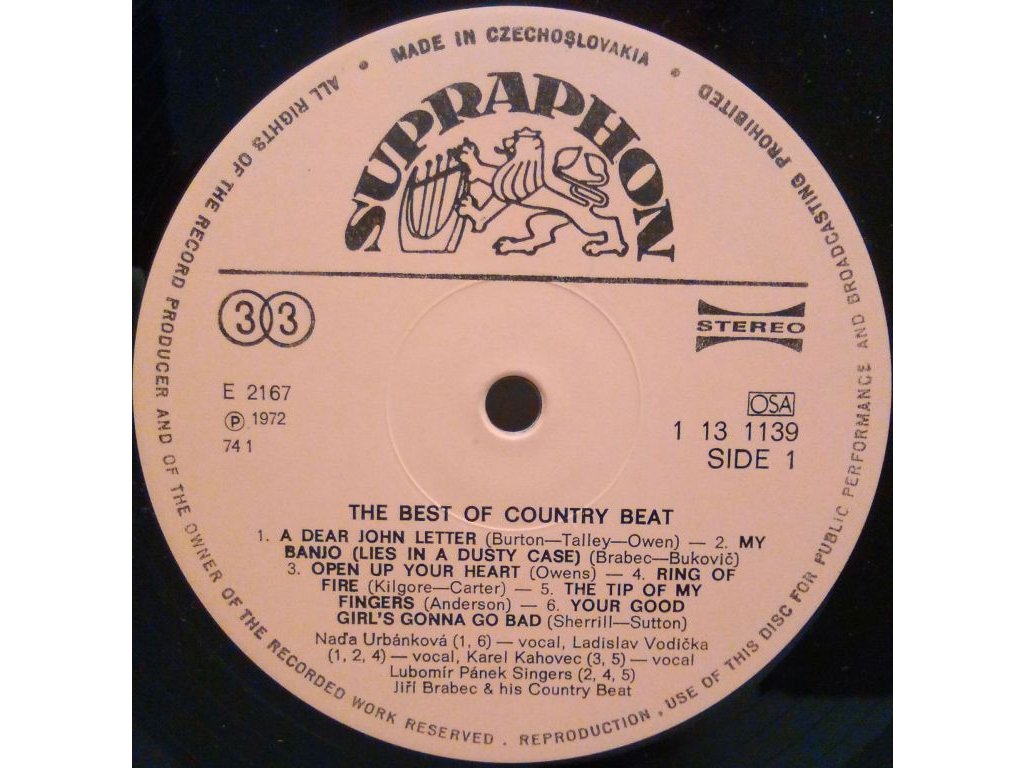 MADE IN CZECHOSLOVAKIA
SUPRAPHON
33
STEREO
E 2167
Ⓟ 1972
74 1
OSA
1 13 1139
SIDE 1
THE BEST OF COUNTRY BEAT
1. A DEAR JOHN LETTER (Burton—Talley—Owen) — 2. MY
BANJO (LIES IN A DUSTY CASE) (Brabec—Bukovič)
3. OPEN UP YOUR HEART (Owens) — 4. RING OF
FIRE (Kilgore—Carter) — 5. THE TIP OF MY
FINGERS (Anderson) — 6. YOUR GOOD
GIRL'S GONNA GO BAD (Sherrill—Sutton)
Naďa Urbánková (1, 6) — vocal, Ladislav Vodička
(1, 2, 4) — vocal, Karel Kahovec (3, 5) — vocal
Lubomír Pánek Singers (2, 4, 5)
Jiří Brabec & his Country Beat
ALL RIGHTS OF THE RECORD PRODUCER AND OF THE OWNER OF THE RECORDED WORK RESERVED . REPRODUCTION , USE OF THIS DISC FOR PUBLIC PERFORMANCE AND BROADCASTING PROHIBITED